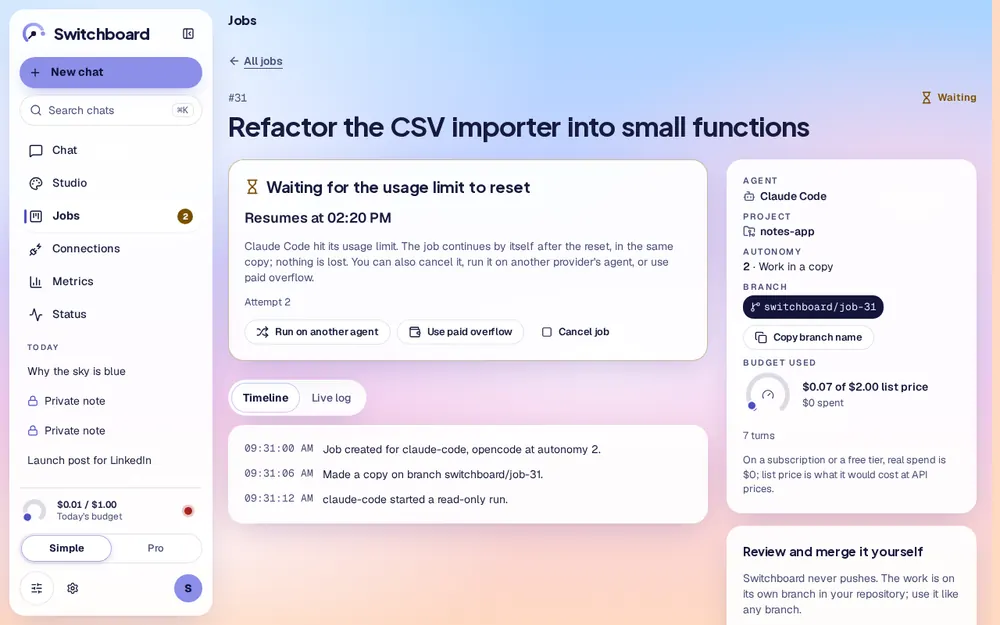 Switchboard
New chat
Search chats
⌘K
Chat
Studio
Jobs
2
Connections
Metrics
Status
TODAY
Why the sky is blue
Private note
Private note
Launch post for LinkedIn
$0.01 / $1.00
Today's budget
Simple
Pro
S
Jobs
All jobs
#31
Waiting
Refactor the CSV importer into small functions
Waiting for the usage limit to reset
Resumes at 02:20 PM
Claude Code hit its usage limit. The job continues by itself after the reset, in the same
copy; nothing is lost. You can also cancel it, run it on another provider's agent, or use
paid overflow.
Attempt 2
Run on another agent
Use paid overflow
Cancel job
Timeline
Live log
09:31:00 AM Job created for claude-code, opencode at autonomy 2.
09:31:06 AM Made a copy on branch switchboard/job-31.
09:31:12 AM claude-code started a read-only run.
AGENT
Claude Code
PROJECT
notes-app
AUTONOMY
2 · Work in a copy
BRANCH
switchboard/job-31
Copy branch name
BUDGET USED
$0.07 of $2.00 list price
$0 spent
7 turns
On a subscription or a free tier, real spend is
$0; list price is what it would cost at API
prices.
Review and merge it yourself
Switchboard never pushes. The work is on
its own branch in your repository; use it like
any branch.